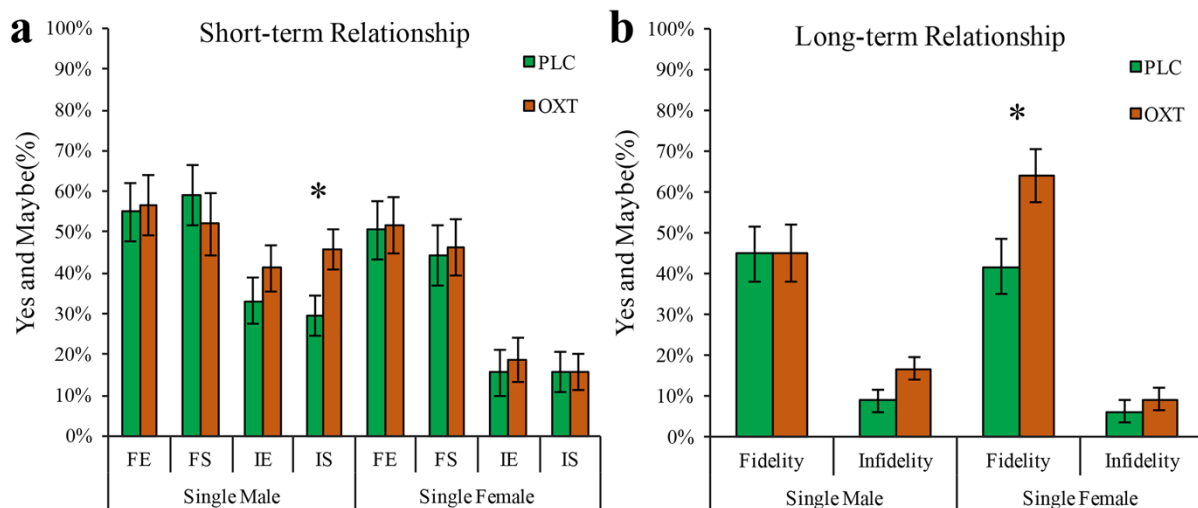 a
Short-term Relationship
PLC
OXT
Yes and Maybe(%)
100%
90%
80%
70%
60%
50%
40%
30%
20%
10%
0%
*
FE FS IE IS FE FS IE IS
Single Male Single Female
b
Long-term Relationship
PLC
OXT
Yes and Maybe(%)
100%
90%
80%
70%
60%
50%
40%
30%
20%
10%
0%
*
Fidelity Infidelity Fidelity Infidelity
Single Male Single Female